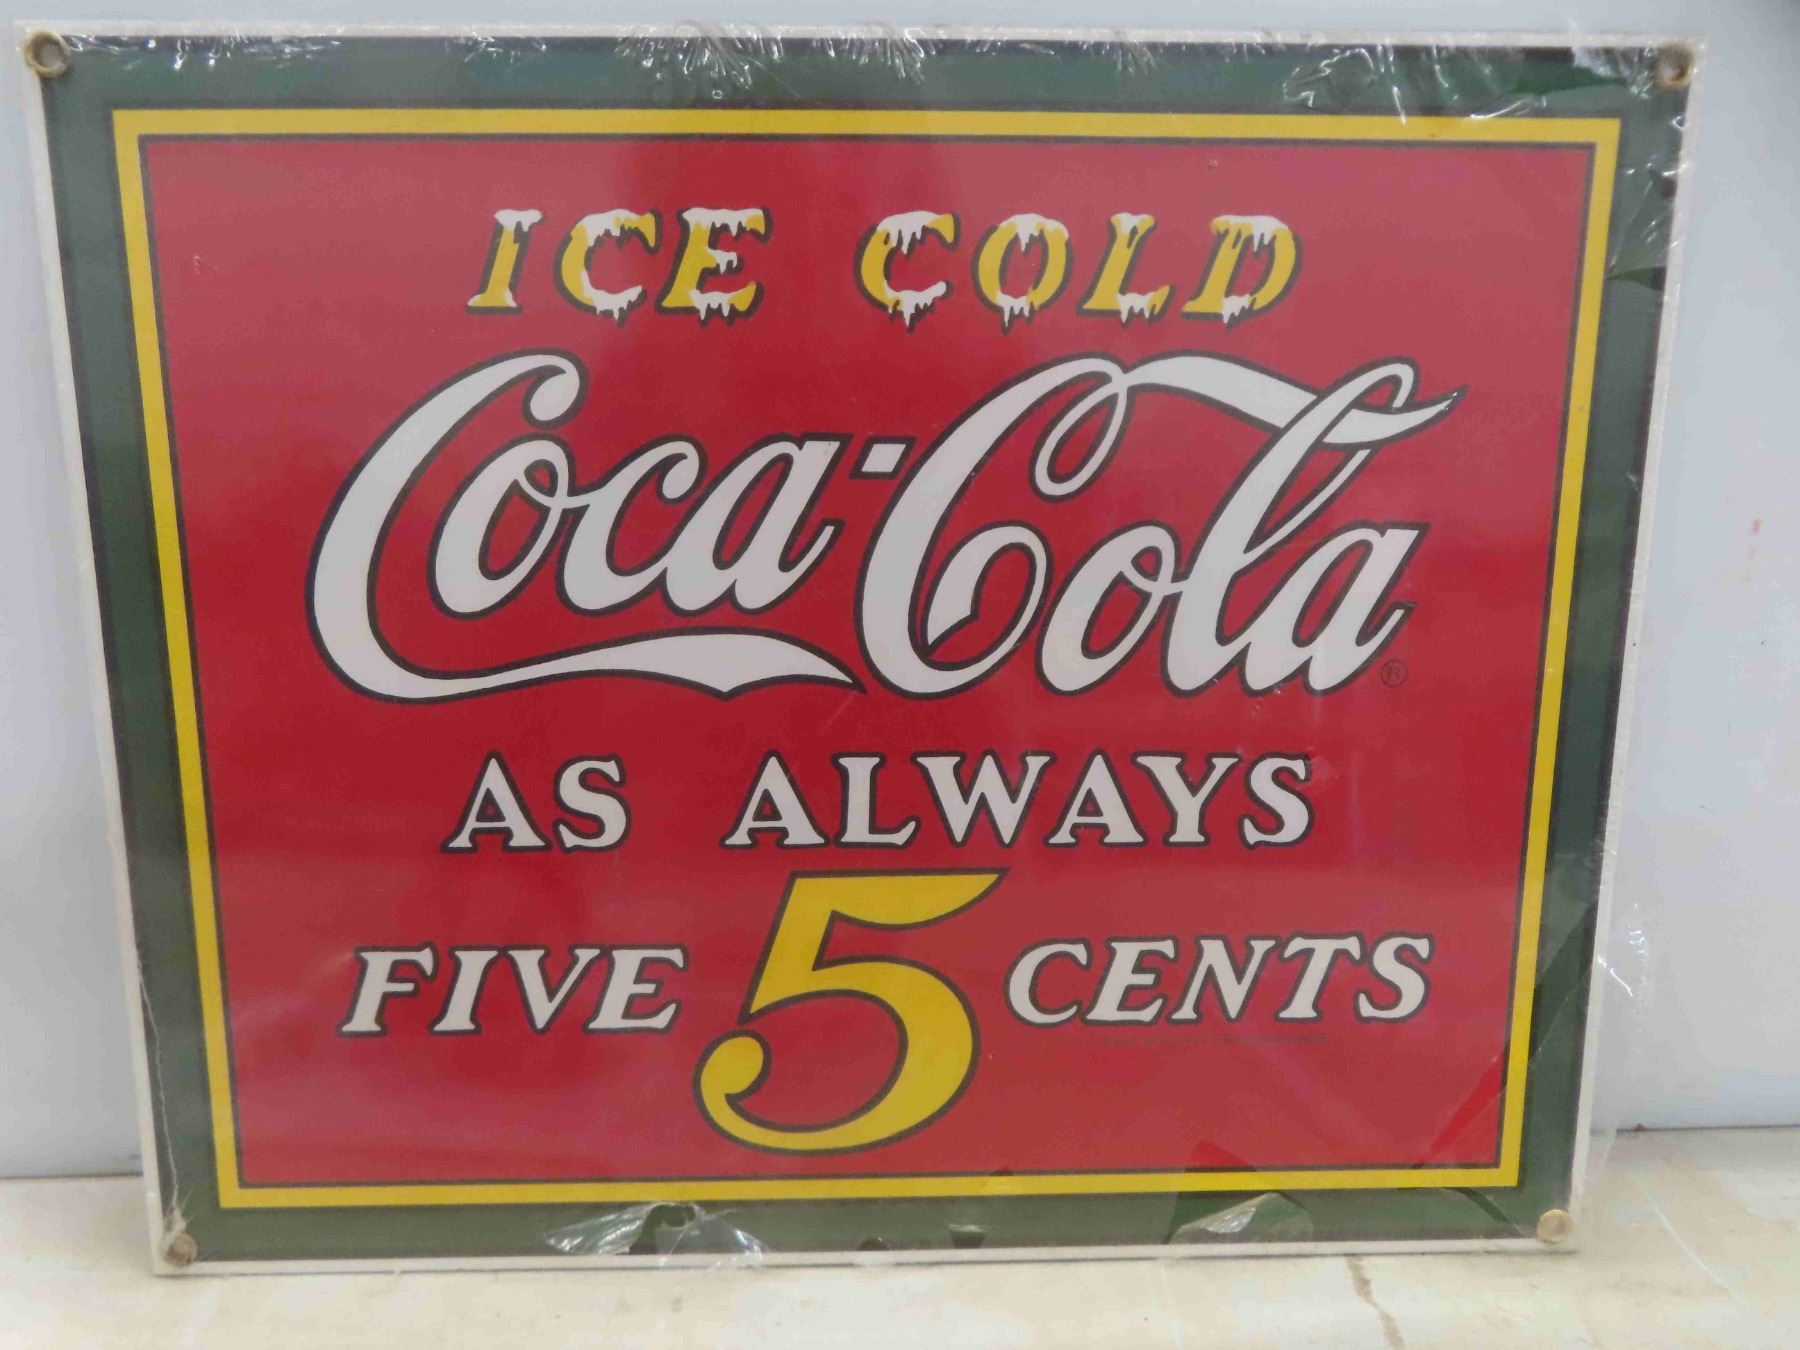 ICE COLD
Coca-Cola ®
AS ALWAYS
FIVE 5 CENTS